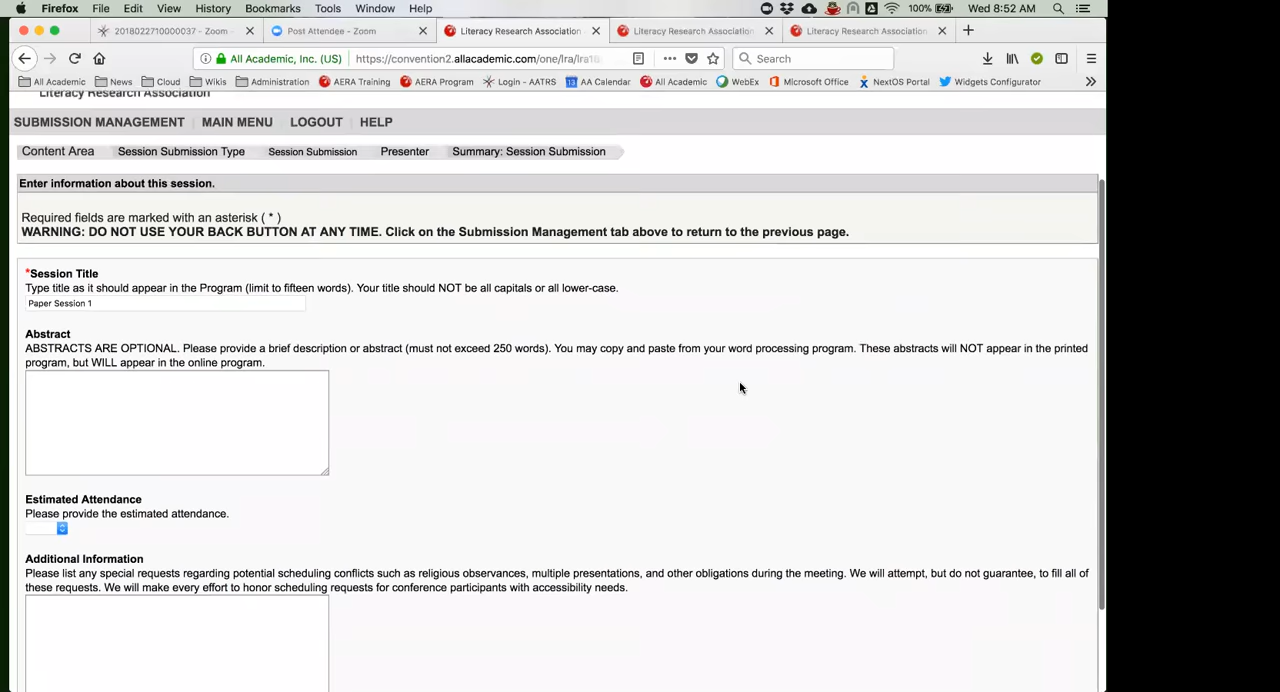 Firefox File Edit View History Bookmarks Tools Window Help 100% Wed 8:52 AM
2018022710000037 - Zoom Post Attendee - Zoom Literacy Research Association Literacy Research Association Literacy Research Association
All Academic, Inc. (US) https://convention2.allacademic.com/one/lra/lra18 Search
All Academic News Cloud Wikis Administration AERA Training AERA Program Login - AATRS AA Calendar All Academic WebEx Microsoft Office NextOS Portal Widgets Configurator
Literacy Research Association
SUBMISSION MANAGEMENT MAIN MENU LOGOUT HELP
Content Area Session Submission Type Session Submission Presenter Summary: Session Submission
Enter information about this session.
Required fields are marked with an asterisk ( * )
WARNING: DO NOT USE YOUR BACK BUTTON AT ANY TIME. Click on the Submission Management tab above to return to the previous page.
*Session Title
Type title as it should appear in the Program (limit to fifteen words). Your title should NOT be all capitals or all lower-case.
Paper Session 1
Abstract
ABSTRACTS ARE OPTIONAL. Please provide a brief description or abstract (must not exceed 250 words). You may copy and paste from your word processing program. These abstracts will NOT appear in the printed
program, but WILL appear in the online program.
Estimated Attendance
Please provide the estimated attendance.
Additional Information
Please list any special requests regarding potential scheduling conflicts such as religious observances, multiple presentations, and other obligations during the meeting. We will attempt, but do not guarantee, to fill all of
these requests. We will make every effort to honor scheduling requests for conference participants with accessibility needs.